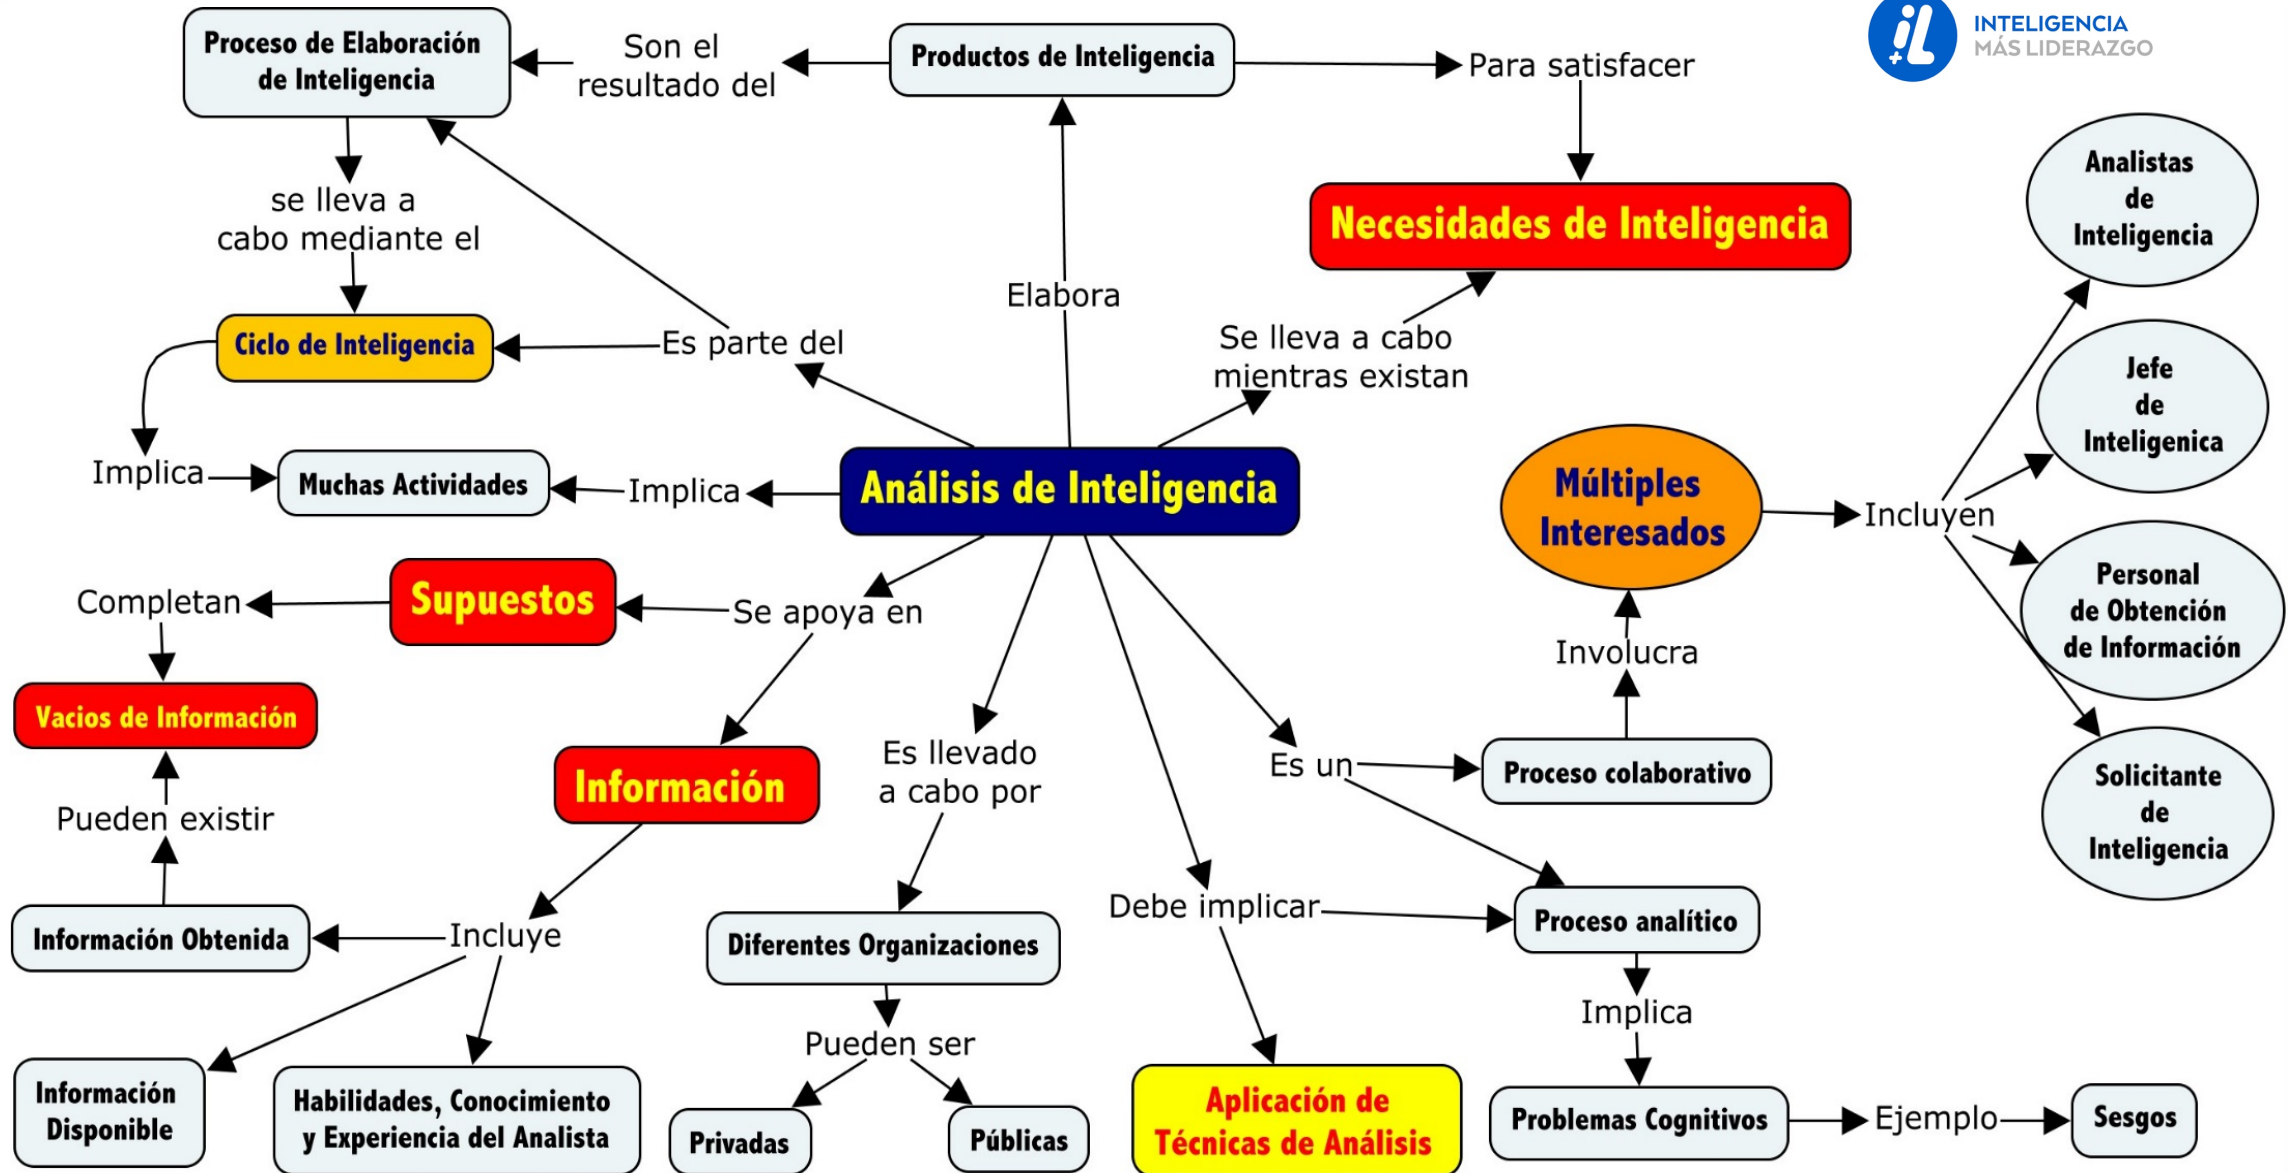 INTELIGENCIA
MÁS LIDERAZGO
Proceso de Elaboración
de Inteligencia
Son el
resultado del
Productos de Inteligencia
Para satisfacer
Necesidades de Inteligencia
se lleva a
cabo mediante el
Ciclo de Inteligencia
Es parte del
Elabora
Se lleva a cabo
mientras existan
Implica
Muchas Actividades
Implica
Análisis de Inteligencia
Múltiples
Interesados
Incluyen
Analistas
de
Inteligencia
Jefe
de
Inteligenica
Personal
de Obtención
de Información
Solicitante
de
Inteligencia
Completan
Supuestos
Se apoya en
Involucra
Vacios de Información
Información
Es llevado
a cabo por
Es un
Proceso colaborativo
Pueden existir
Información Obtenida
Incluye
Diferentes Organizaciones
Debe implicar
Proceso analítico
Implica
Pueden ser
Información
Disponible
Habilidades, Conocimiento
y Experiencia del Analista
Privadas
Públicas
Aplicación de
Técnicas de Análisis
Problemas Cognitivos
Ejemplo
Sesgos